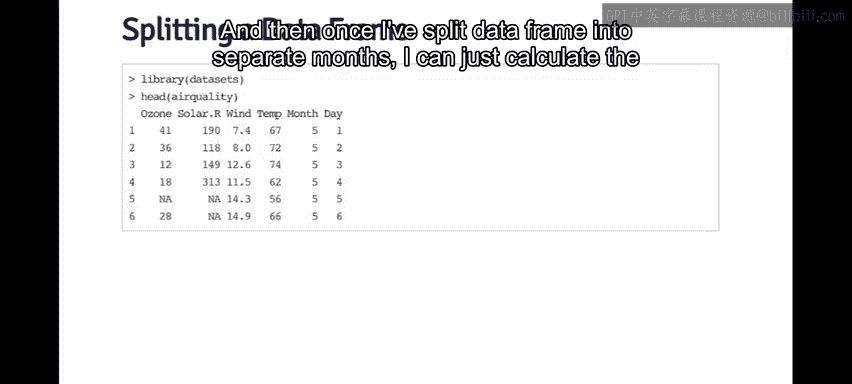 GPT中英字幕课程资源@bilibili.com
Splitting a Data Frame
And then once I've split data frame into
separate months, I can just calculate the
> library(datasets)
> head(airquality)
Ozone Solar.R Wind Temp Month Day
1 41 190 7.4 67 5 1
2 36 118 8.0 72 5 2
3 12 149 12.6 74 5 3
4 18 313 11.5 62 5 4
5 NA NA 14.3 56 5 5
6 28 NA 14.9 66 5 6